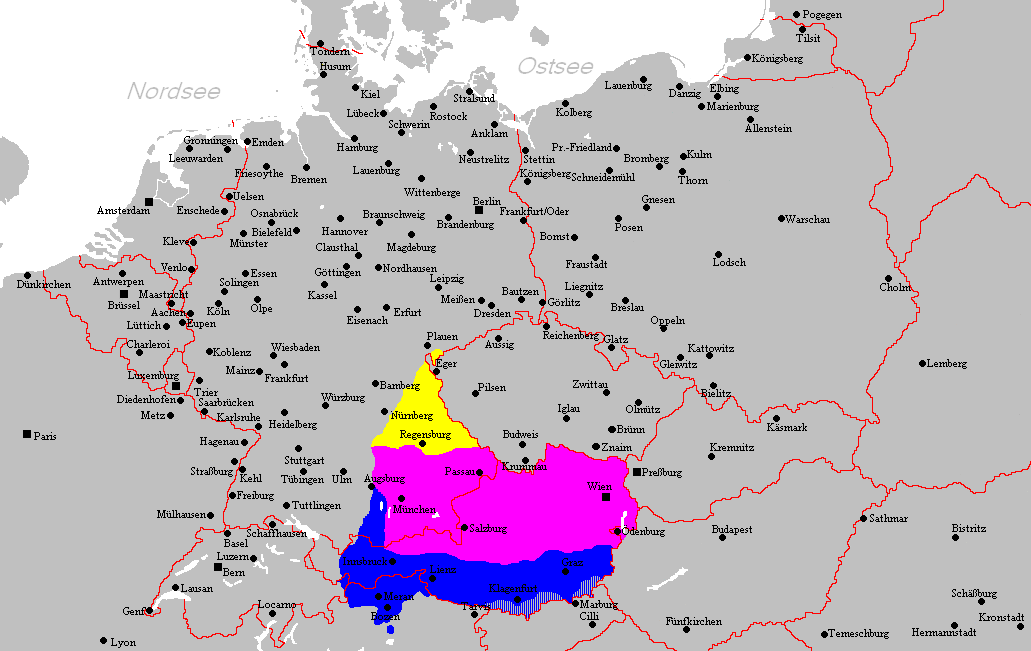 Pogegen
Tilsit
Tondern
Königsberg
Husum
Ostsee
Nordsee
Kiel
Stralsund
Lauenburg
Danzig
Elbing
Marienburg
Lübeck
Rostock
Kolberg
Schwerin
Anklam
Allenstein
Gronningen
Emden
Hamburg
Leeuwarden
Neustrelitz
Stettin
Pr.-Friedland
Bromberg
Kulm
Friesoythe
Bremen
Lauenburg
Königsberg
Schneidemühl
Thorn
Wittenberge
Uelsen
Berlin
Gnesen
Amsterdam
Enschede
Osnabrück
Braunschweig
Brandenburg
Frankfurt/Oder
Posen
Warschau
Hannover
Bielefeld
Kleve
Münster
Clausthal
Magdeburg
Bomst
Venlo
Essen
Göttingen
Nordhausen
Fraustadt
Lodsch
Dünkirchen
Antwerpen
Solingen
Leipzig
Liegnitz
Cholm
Maastricht
Kassel
Meißen
Bautzen
Brüssel
Aachen
Köln
Olpe
Eisenach
Erfurt
Dresden
Görlitz
Breslau
Lüttich
Eupen
Oppeln
Charleroi
Plauen
Aussig
Reichenberg
Glatz
Koblenz
Wiesbaden
Kattowitz
Luxemburg
Mainz
Frankfurt
Eger
Gleiwitz
Lemberg
Trier
Bamberg
Pilsen
Zwittau
Bielitz
Diedenhofen
Saarbrücken
Würzburg
Metz
Karlsruhe
Heidelberg
Nürnberg
Iglau
Olmütz
Käsmark
Paris
Hagenau
Regensburg
Budweis
Brünn
Kremnitz
Stuttgart
Znaim
Straßburg
Kehl
Tübingen
Ulm
Augsburg
Passau
Krummau
Preßburg
Wien
Freiburg
Tuttlingen
München
Mülhausen
Schaffhausen
Salzburg
Ödenburg
Budapest
Sathmar
Bistritz
Basel
Luzern
Bern
Innsbruck
Lienz
Graz
Lausan
Meran
Klagenfurt
Schäßburg
Genf
Locarno
Bozen
Tarvis
Marburg
Cilli
Fünfkirchen
Temeschburg
Hermannstadt
Kronstadt
Lyon